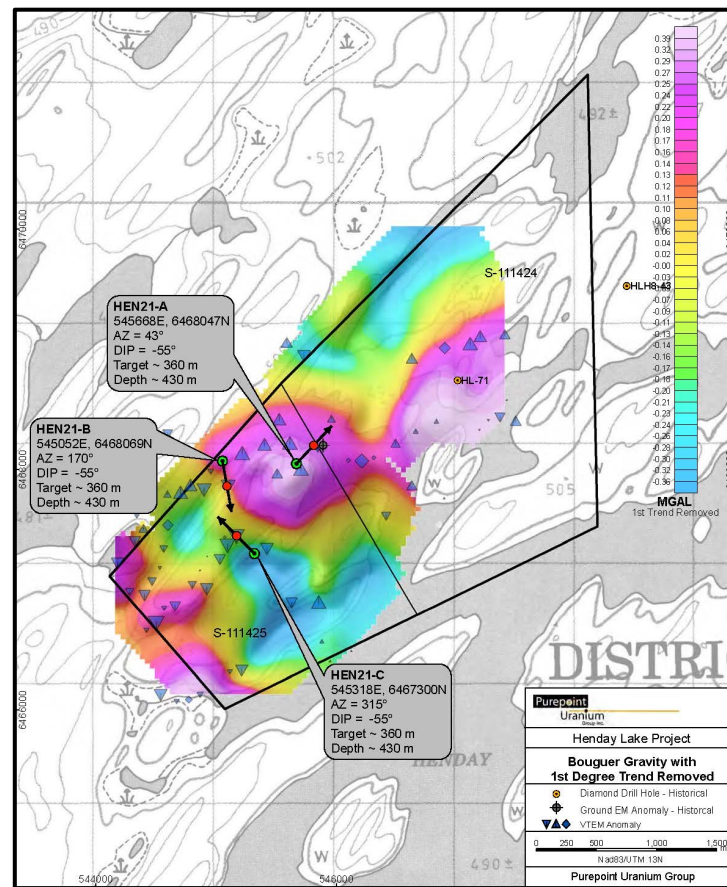 490
492±
502
S-111424
HLH8-43
HL-71
HEN21-A
545668E, 6468047N
AZ = 43°
DIP = -55°
Target ~ 360 m
Depth ~ 430 m
HEN21-B
545052E, 6468069N
AZ = 170°
DIP = -55°
Target ~ 360 m
Depth ~ 430 m
W
W
505
481±
S-111425
HEN21-C
545318E, 6467300N
AZ = 315°
DIP = -55°
Target ~ 360 m
Depth ~ 430 m
DISTRI
HENDAY
W
W
490±
6470000
6468000
6466000
544000
546000
0.39
0.32
0.29
0.27
0.25
0.24
0.22
0.20
0.18
0.17
0.16
0.14
0.13
0.12
0.11
0.10
0.08
0.06
0.04
0.02
-0.00
-0.03
-0.05
-0.07
-0.09
-0.11
-0.13
-0.16
-0.17
-0.18
-0.19
-0.20
-0.22
-0.24
-0.26
-0.28
-0.30
-0.32
-0.36
MGAL
1st Trend Removed
Purepoint
Uranium
Group Inc.
Henday Lake Project
Bouguer Gravity with
1st Degree Trend Removed
Diamond Drill Hole - Historical
Ground EM Anomaly - Historcal
VTEM Anomaly
0 250 500 1,000 1,500
m
Nad83/UTM 13N
Purepoint Uranium Group